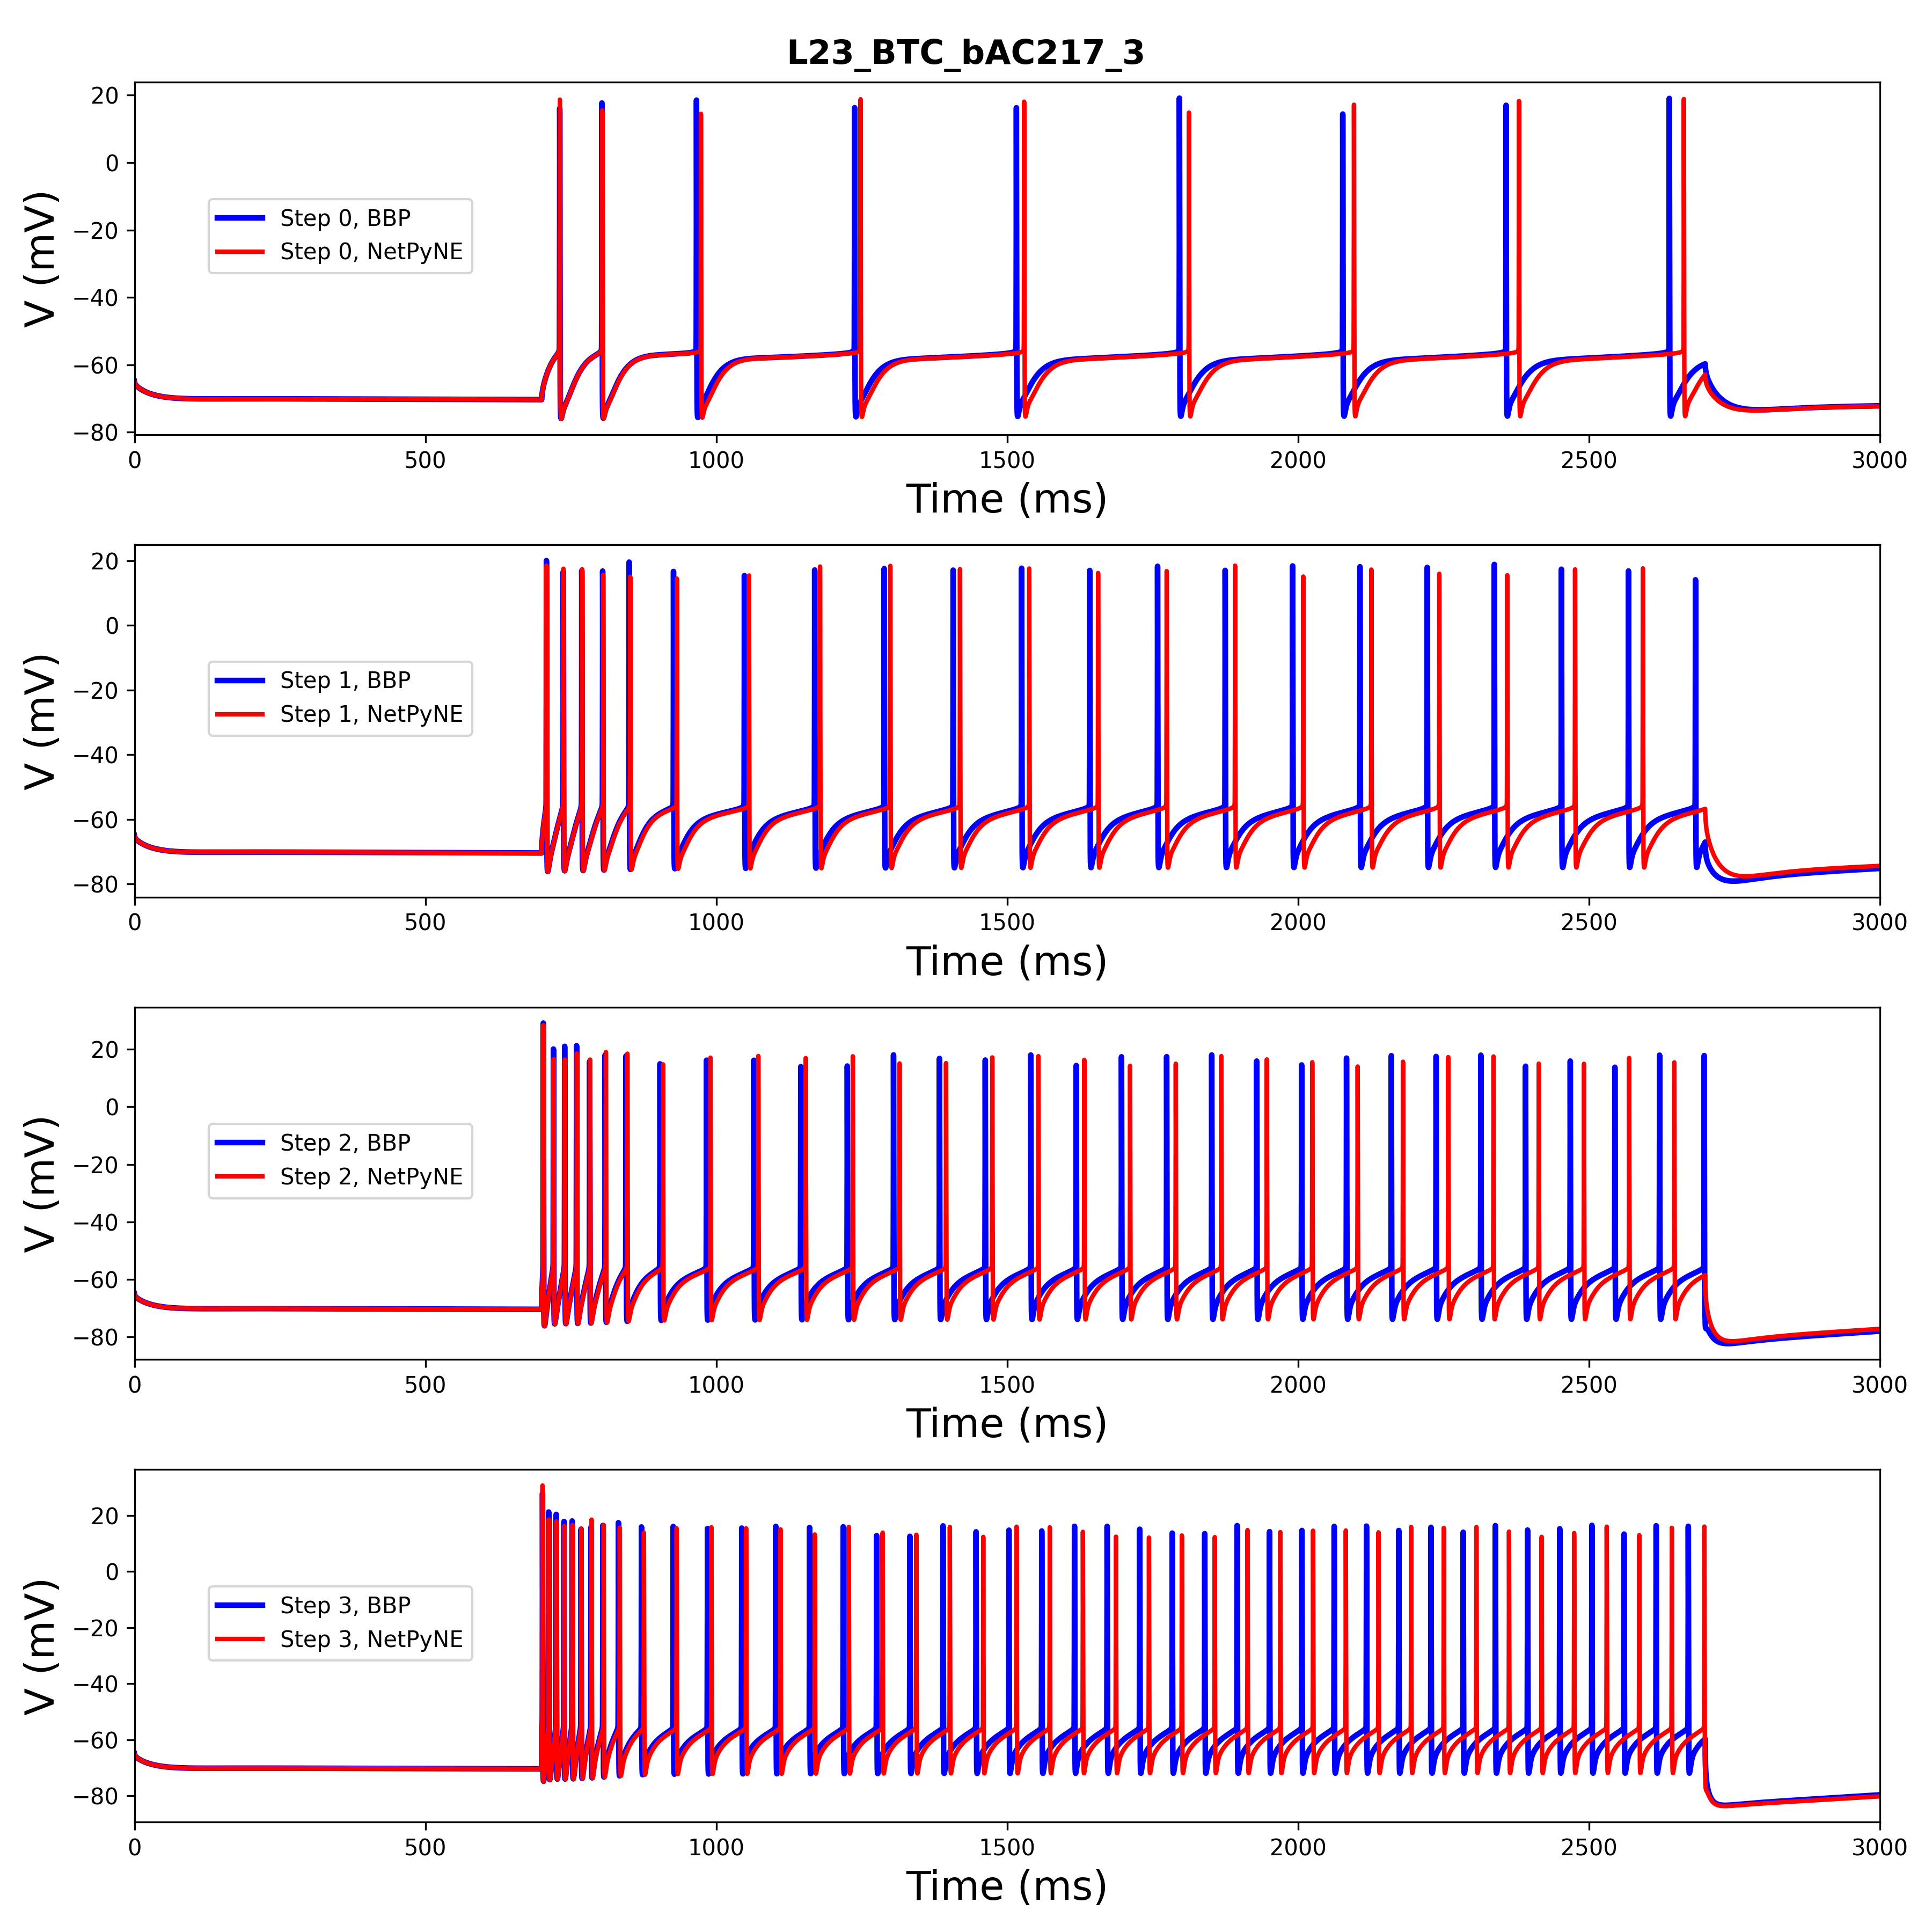 L23_BTC_bAC217_3
20
0
−20
−40
−60
−80
V (mV)
Step 0, BBP
Step 0, NetPyNE
0 500 1000 1500 2000 2500 3000
Time (ms)
20
0
−20
−40
−60
−80
V (mV)
Step 1, BBP
Step 1, NetPyNE
0 500 1000 1500 2000 2500 3000
Time (ms)
20
0
−20
−40
−60
−80
V (mV)
Step 2, BBP
Step 2, NetPyNE
0 500 1000 1500 2000 2500 3000
Time (ms)
20
0
−20
−40
−60
−80
V (mV)
Step 3, BBP
Step 3, NetPyNE
0 500 1000 1500 2000 2500 3000
Time (ms)